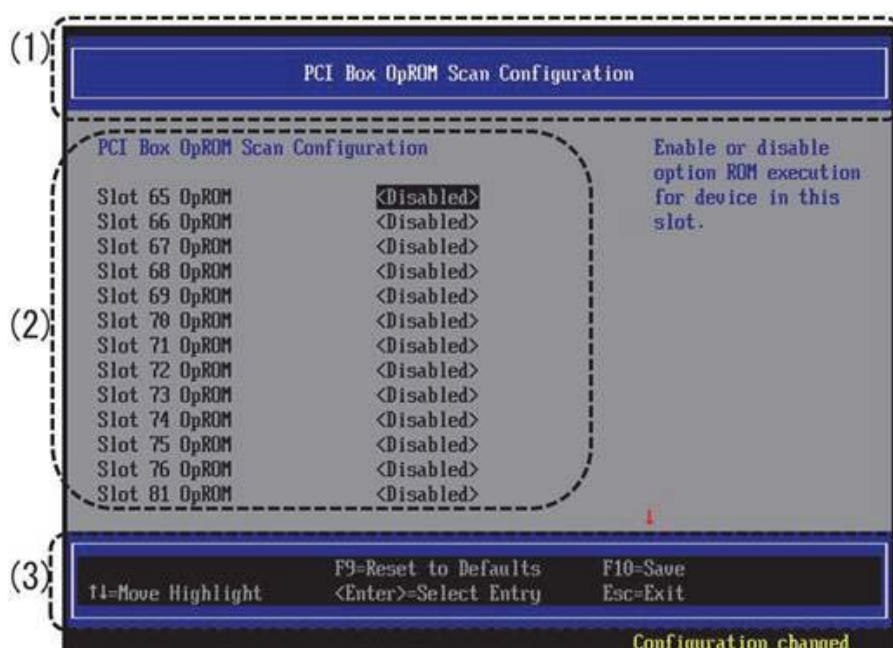 (1)
PCI Box OpROM Scan Configuration
PCI Box OpROM Scan Configuration
Enable or disable
option ROM execution
for device in this
slot.
(2)
Slot 65 OpROM <Disabled>
Slot 66 OpROM <Disabled>
Slot 67 OpROM <Disabled>
Slot 68 OpROM <Disabled>
Slot 69 OpROM <Disabled>
Slot 70 OpROM <Disabled>
Slot 71 OpROM <Disabled>
Slot 72 OpROM <Disabled>
Slot 73 OpROM <Disabled>
Slot 74 OpROM <Disabled>
Slot 75 OpROM <Disabled>
Slot 76 OpROM <Disabled>
Slot 81 OpROM <Disabled>
↓
(3)
F9=Reset to Defaults F10=Save
↑↓=Move Highlight <Enter>=Select Entry Esc=Exit
Configuration changed